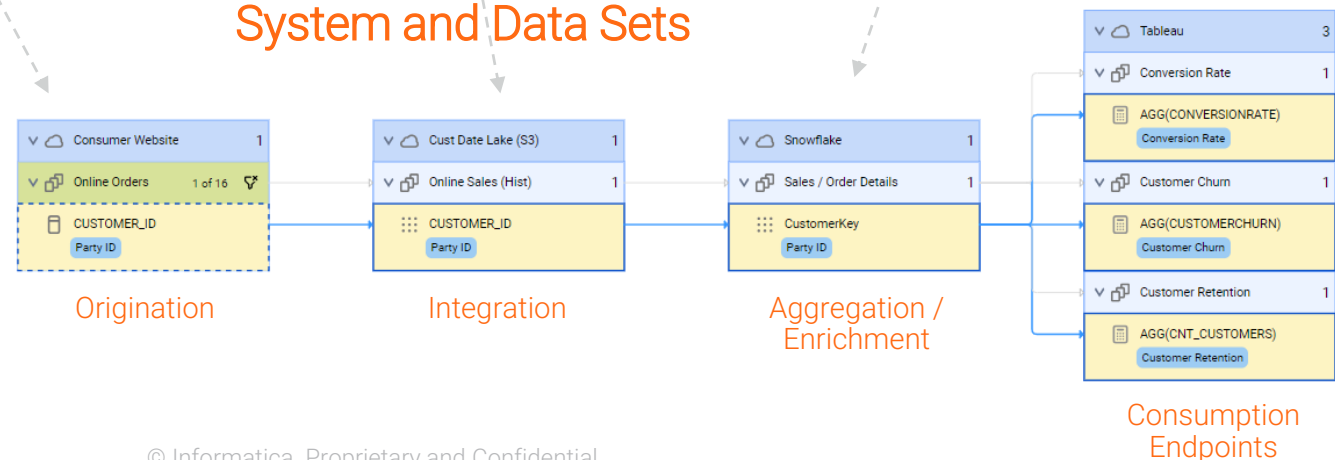 System and Data Sets
Consumer Website 1
Online Orders 1 of 16
CUSTOMER_ID
Party ID
Origination
Cust Date Lake (S3) 1
Online Sales (Hist) 1
CUSTOMER_ID
Party ID
Integration
Snowflake 1
Sales / Order Details 1
CustomerKey
Party ID
Aggregation /
Enrichment
Tableau 3
Conversion Rate 1
AGG(CONVERSIONRATE)
Conversion Rate
Customer Churn 1
AGG(CUSTOMERCHURN)
Customer Churn
Customer Retention 1
AGG(CNT_CUSTOMERS)
Customer Retention
Consumption
Endpoints
© Informatica. Proprietary and Confidential